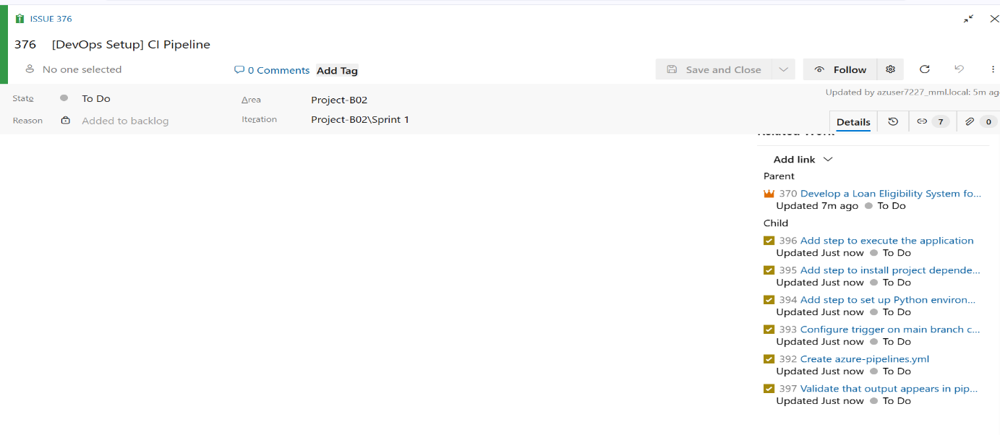 ISSUE 376
376 [DevOps Setup] CI Pipeline
No one selected
0 Comments
Add Tag
Save and Close
Follow
State
To Do
Area
Project-B02
Updated by azuser7227_mml.local: 5m ag
Reason
Added to backlog
Iteration
Project-B02\Sprint 1
Details
7
0
Related Work
Add link
Parent
370 Develop a Loan Eligibility System fo...
Updated 7m ago To Do
Child
396 Add step to execute the application
Updated Just now To Do
395 Add step to install project depende...
Updated Just now To Do
394 Add step to set up Python environ...
Updated Just now To Do
393 Configure trigger on main branch c...
Updated Just now To Do
392 Create azure-pipelines.yml
Updated Just now To Do
397 Validate that output appears in pip...
Updated Just now To Do